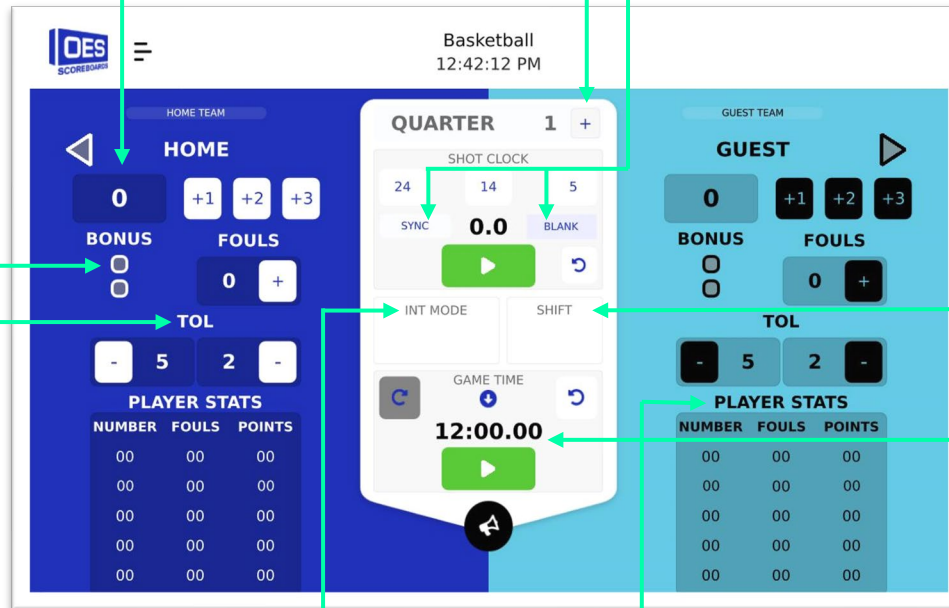 OES
SCOREBOARDS
Basketball
12:42:12 PM
HOME TEAM
HOME
0 +1 +2 +3
BONUS FOULS
0 +
TOL
- 5 2 -
PLAYER STATS
NUMBER FOULS POINTS
00 00 00
00 00 00
00 00 00
00 00 00
00 00 00
QUARTER 1 +
SHOT CLOCK
24 14 5
SYNC 0.0 BLANK
INT MODE SHIFT
GAME TIME
12:00.00
GUEST TEAM
GUEST
0 +1 +2 +3
BONUS FOULS
0 +
TOL
- 5 2 -
PLAYER STATS
NUMBER FOULS POINTS
00 00 00
00 00 00
00 00 00
00 00 00
00 00 00